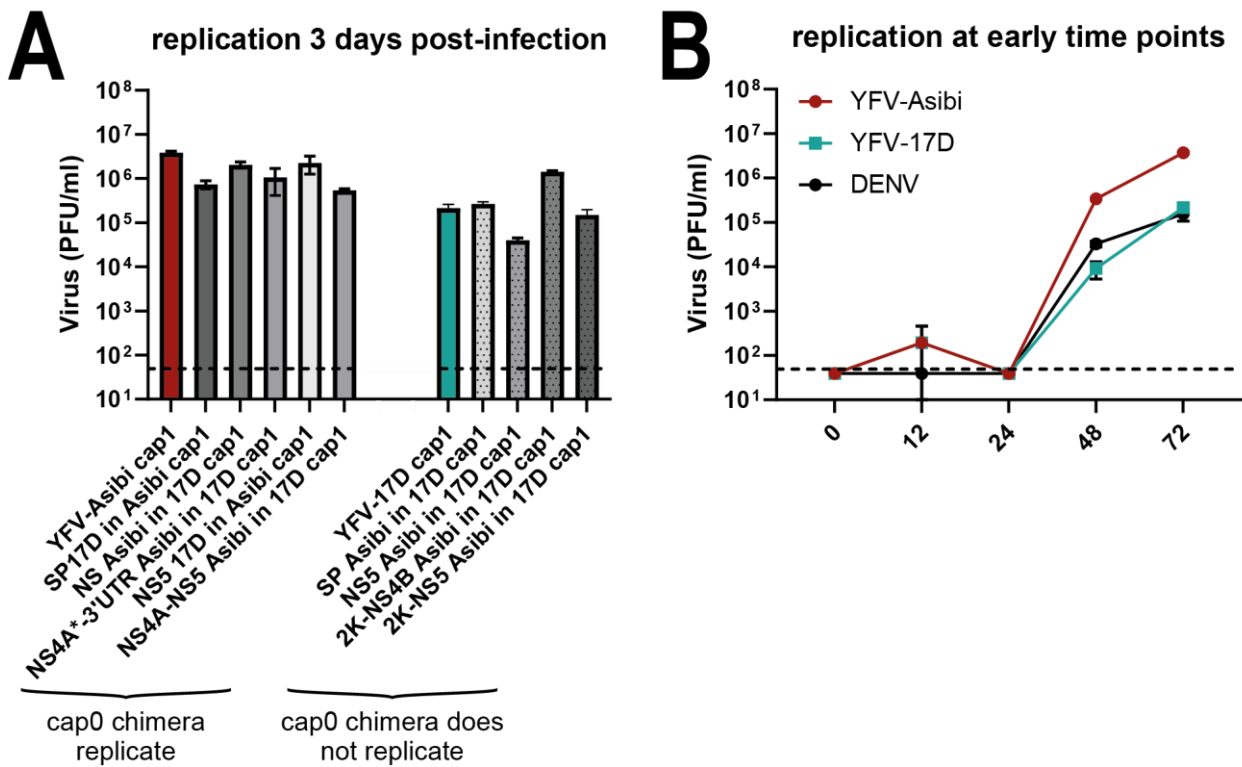 A
replication 3 days post-infection
Virus (PFU/ml)
10⁸
10⁷
10⁶
10⁵
10⁴
10³
10²
10¹
YFV-Asibi cap1
SP17D in Asibi cap1
NS Asibi in 17D cap1
NS4A*-3'UTR Asibi in 17D cap1
NS5 17D in Asibi cap1
NS4A-NS5 Asibi in 17D cap1
YFV-17D cap1
SP Asibi in 17D cap1
NS5 Asibi in 17D cap1
2K-NS4B Asibi in 17D cap1
2K-NS5 Asibi in 17D cap1
cap0 chimera
replicate
cap0 chimera does
not replicate
B
replication at early time points
Virus (PFU/ml)
10⁸
10⁷
10⁶
10⁵
10⁴
10³
10²
10¹
YFV-Asibi
YFV-17D
DENV
0
12
24
48
72